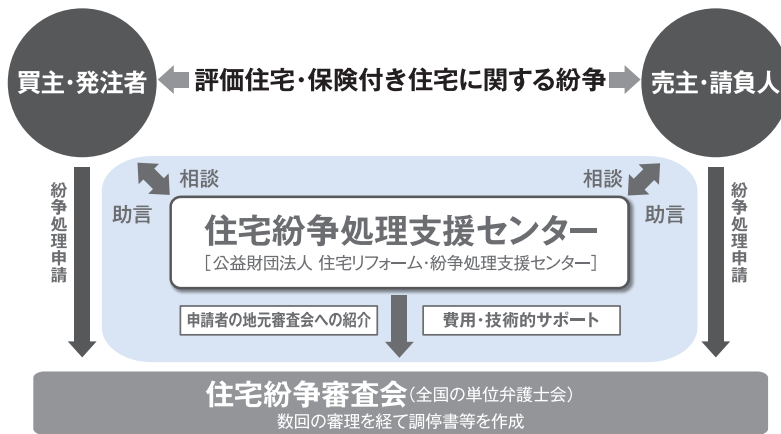 買主・発注者
評価住宅・保険付き住宅に関する紛争
売主・請負人
紛争処理申請
相談
助言
相談
助言
紛争処理申請
住宅紛争処理支援センター
［公益財団法人 住宅リフォーム・紛争処理支援センター］
申請者の地元審査会への紹介
費用・技術的サポート
住宅紛争審査会（全国の単位弁護士会）
数回の審理を経て調停書等を作成